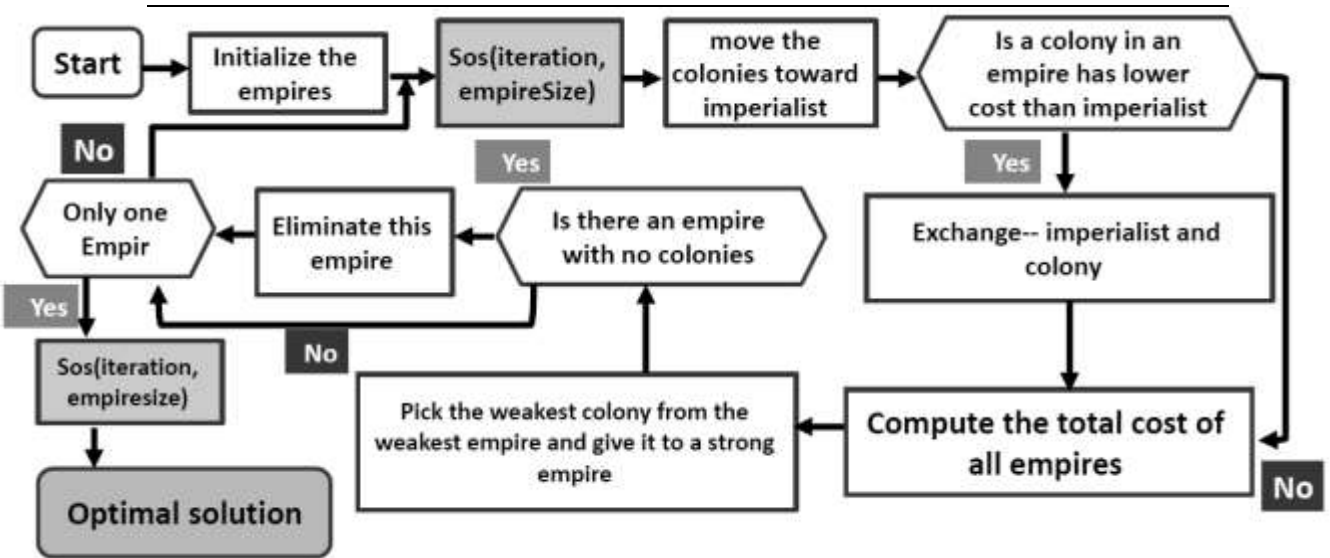 Start
Initialize the
empires
Sos(iteration,
empireSize)
move the
colonies toward
imperialist
Is a colony in an
empire has lower
cost than imperialist
No
Yes
Yes
Only one
Empir
Eliminate this
empire
Is there an empire
with no colonies
Exchange-- imperialist and
colony
Yes
No
Sos(iteration,
empiresize)
Pick the weakest colony from the
weakest empire and give it to a strong
empire
Compute the total cost of
all empires
No
Optimal solution